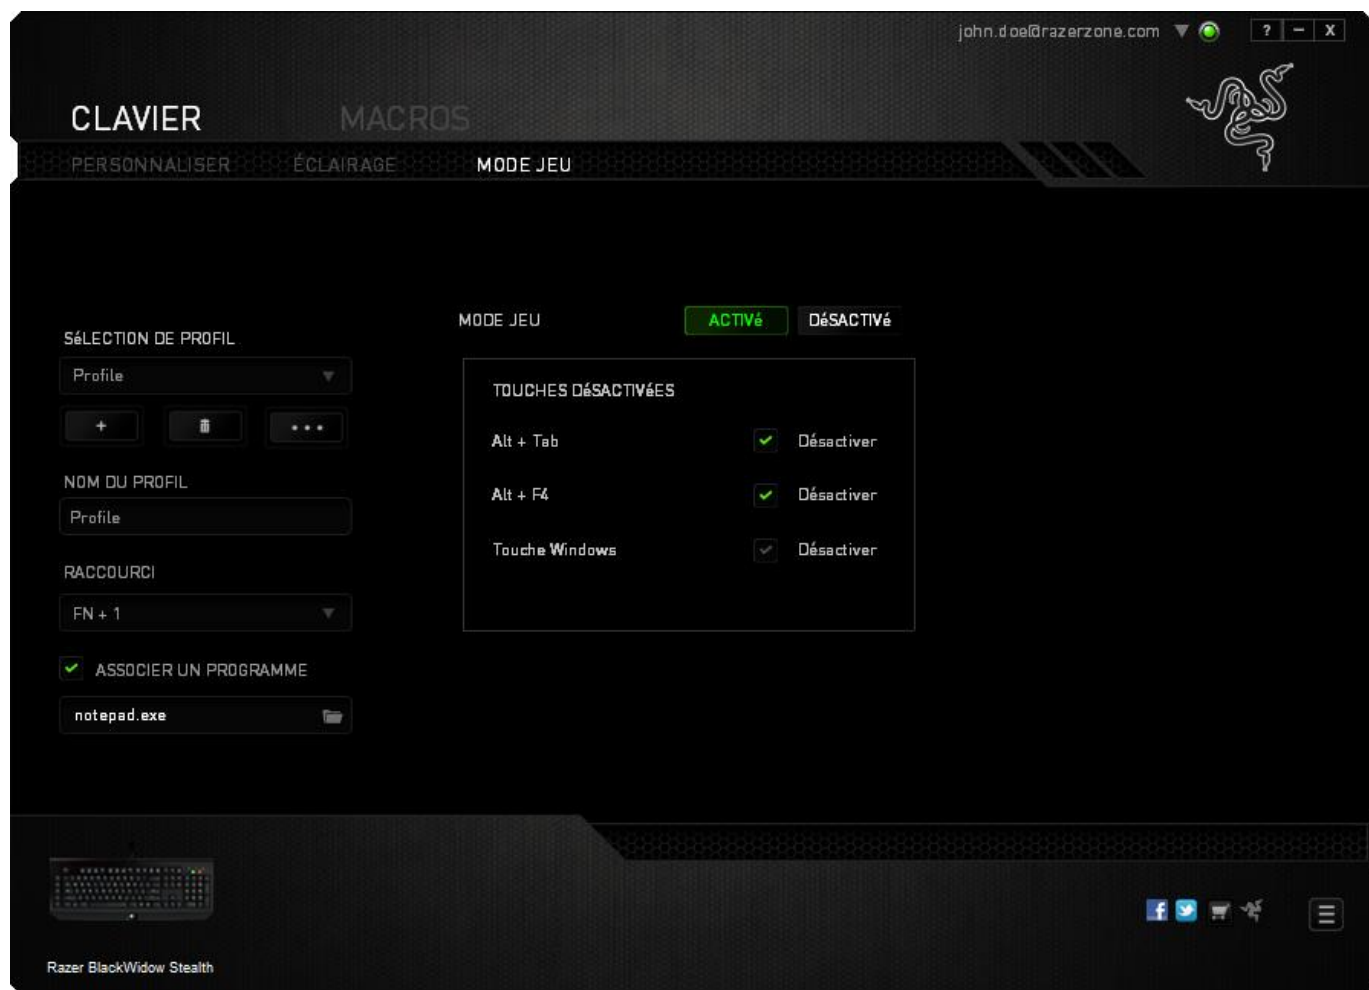 john.doe@razerzone.com
? – X
CLAVIER MACROS
PERSONNALISER ÉCLAIRAGE MODE JEU
MODE JEU ACTIVé DéSACTIVé
SéLECTION DE PROFIL
Profile
+ •••
NOM DU PROFIL
Profile
RACCOURCI
FN + 1
ASSOCIER UN PROGRAMME
notepad.exe
TOUCHES DéSACTIVéES
Alt + Tab Désactiver
Alt + F4 Désactiver
Touche Windows Désactiver
Razer BlackWidow Stealth